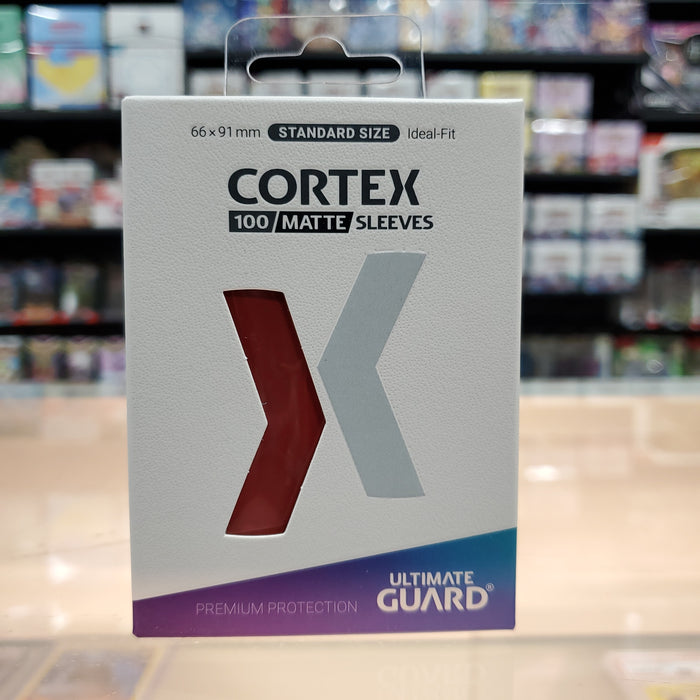 66 × 91 mm STANDARD SIZE Ideal-Fit
CORTEX
100 MATTE SLEEVES
PREMIUM PROTECTION
ULTIMATE
GUARD®